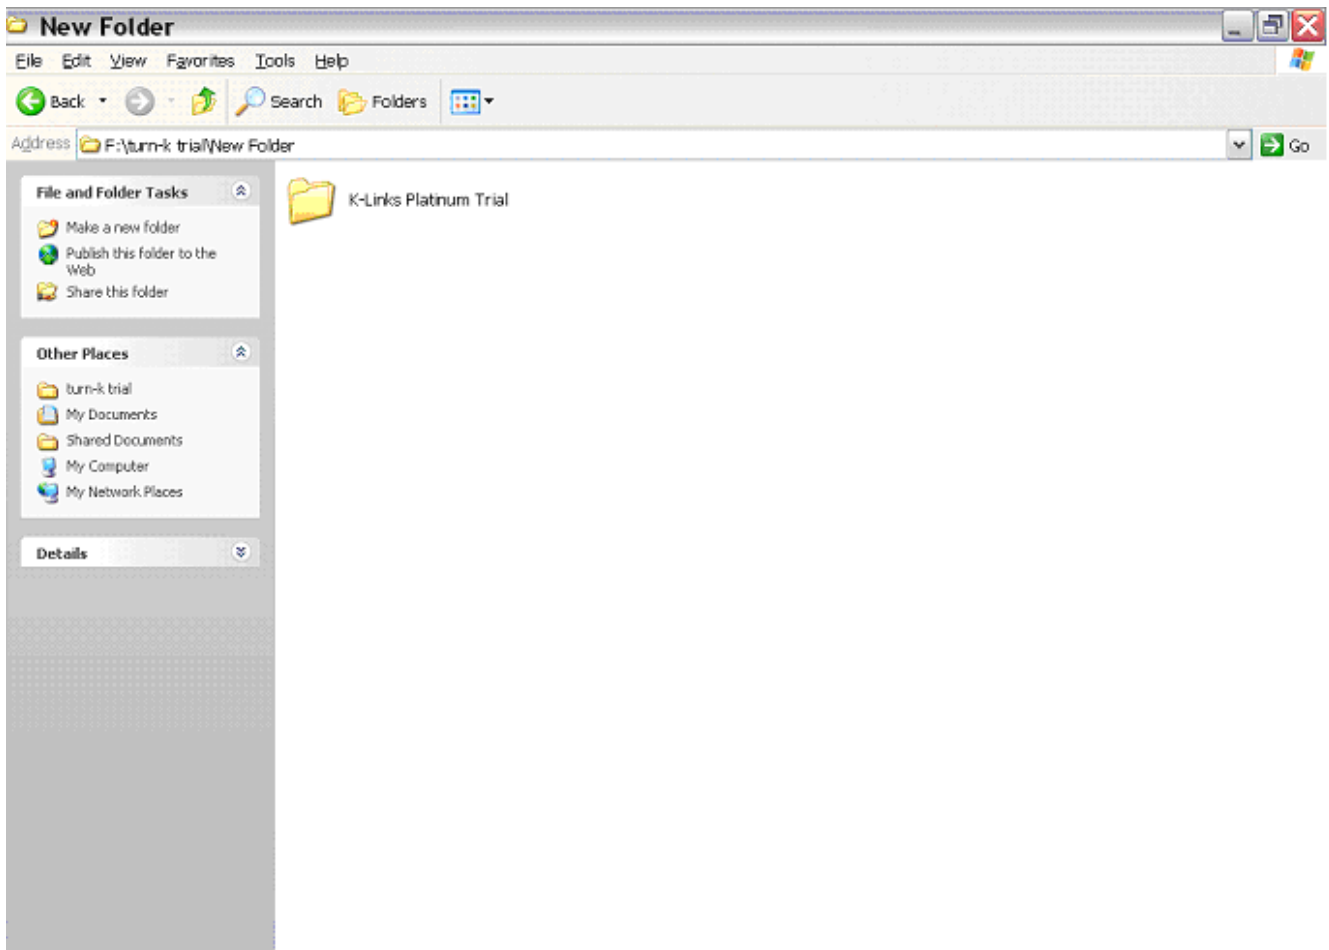 New Folder
File Edit View Favorites Tools Help
Back Search Folders
Address F:\turn-k trial\New Folder Go
File and Folder Tasks
Make a new folder
Publish this folder to the
Web
Share this folder
Other Places
turn-k trial
My Documents
Shared Documents
My Computer
My Network Places
Details
K-Links Platinum Trial